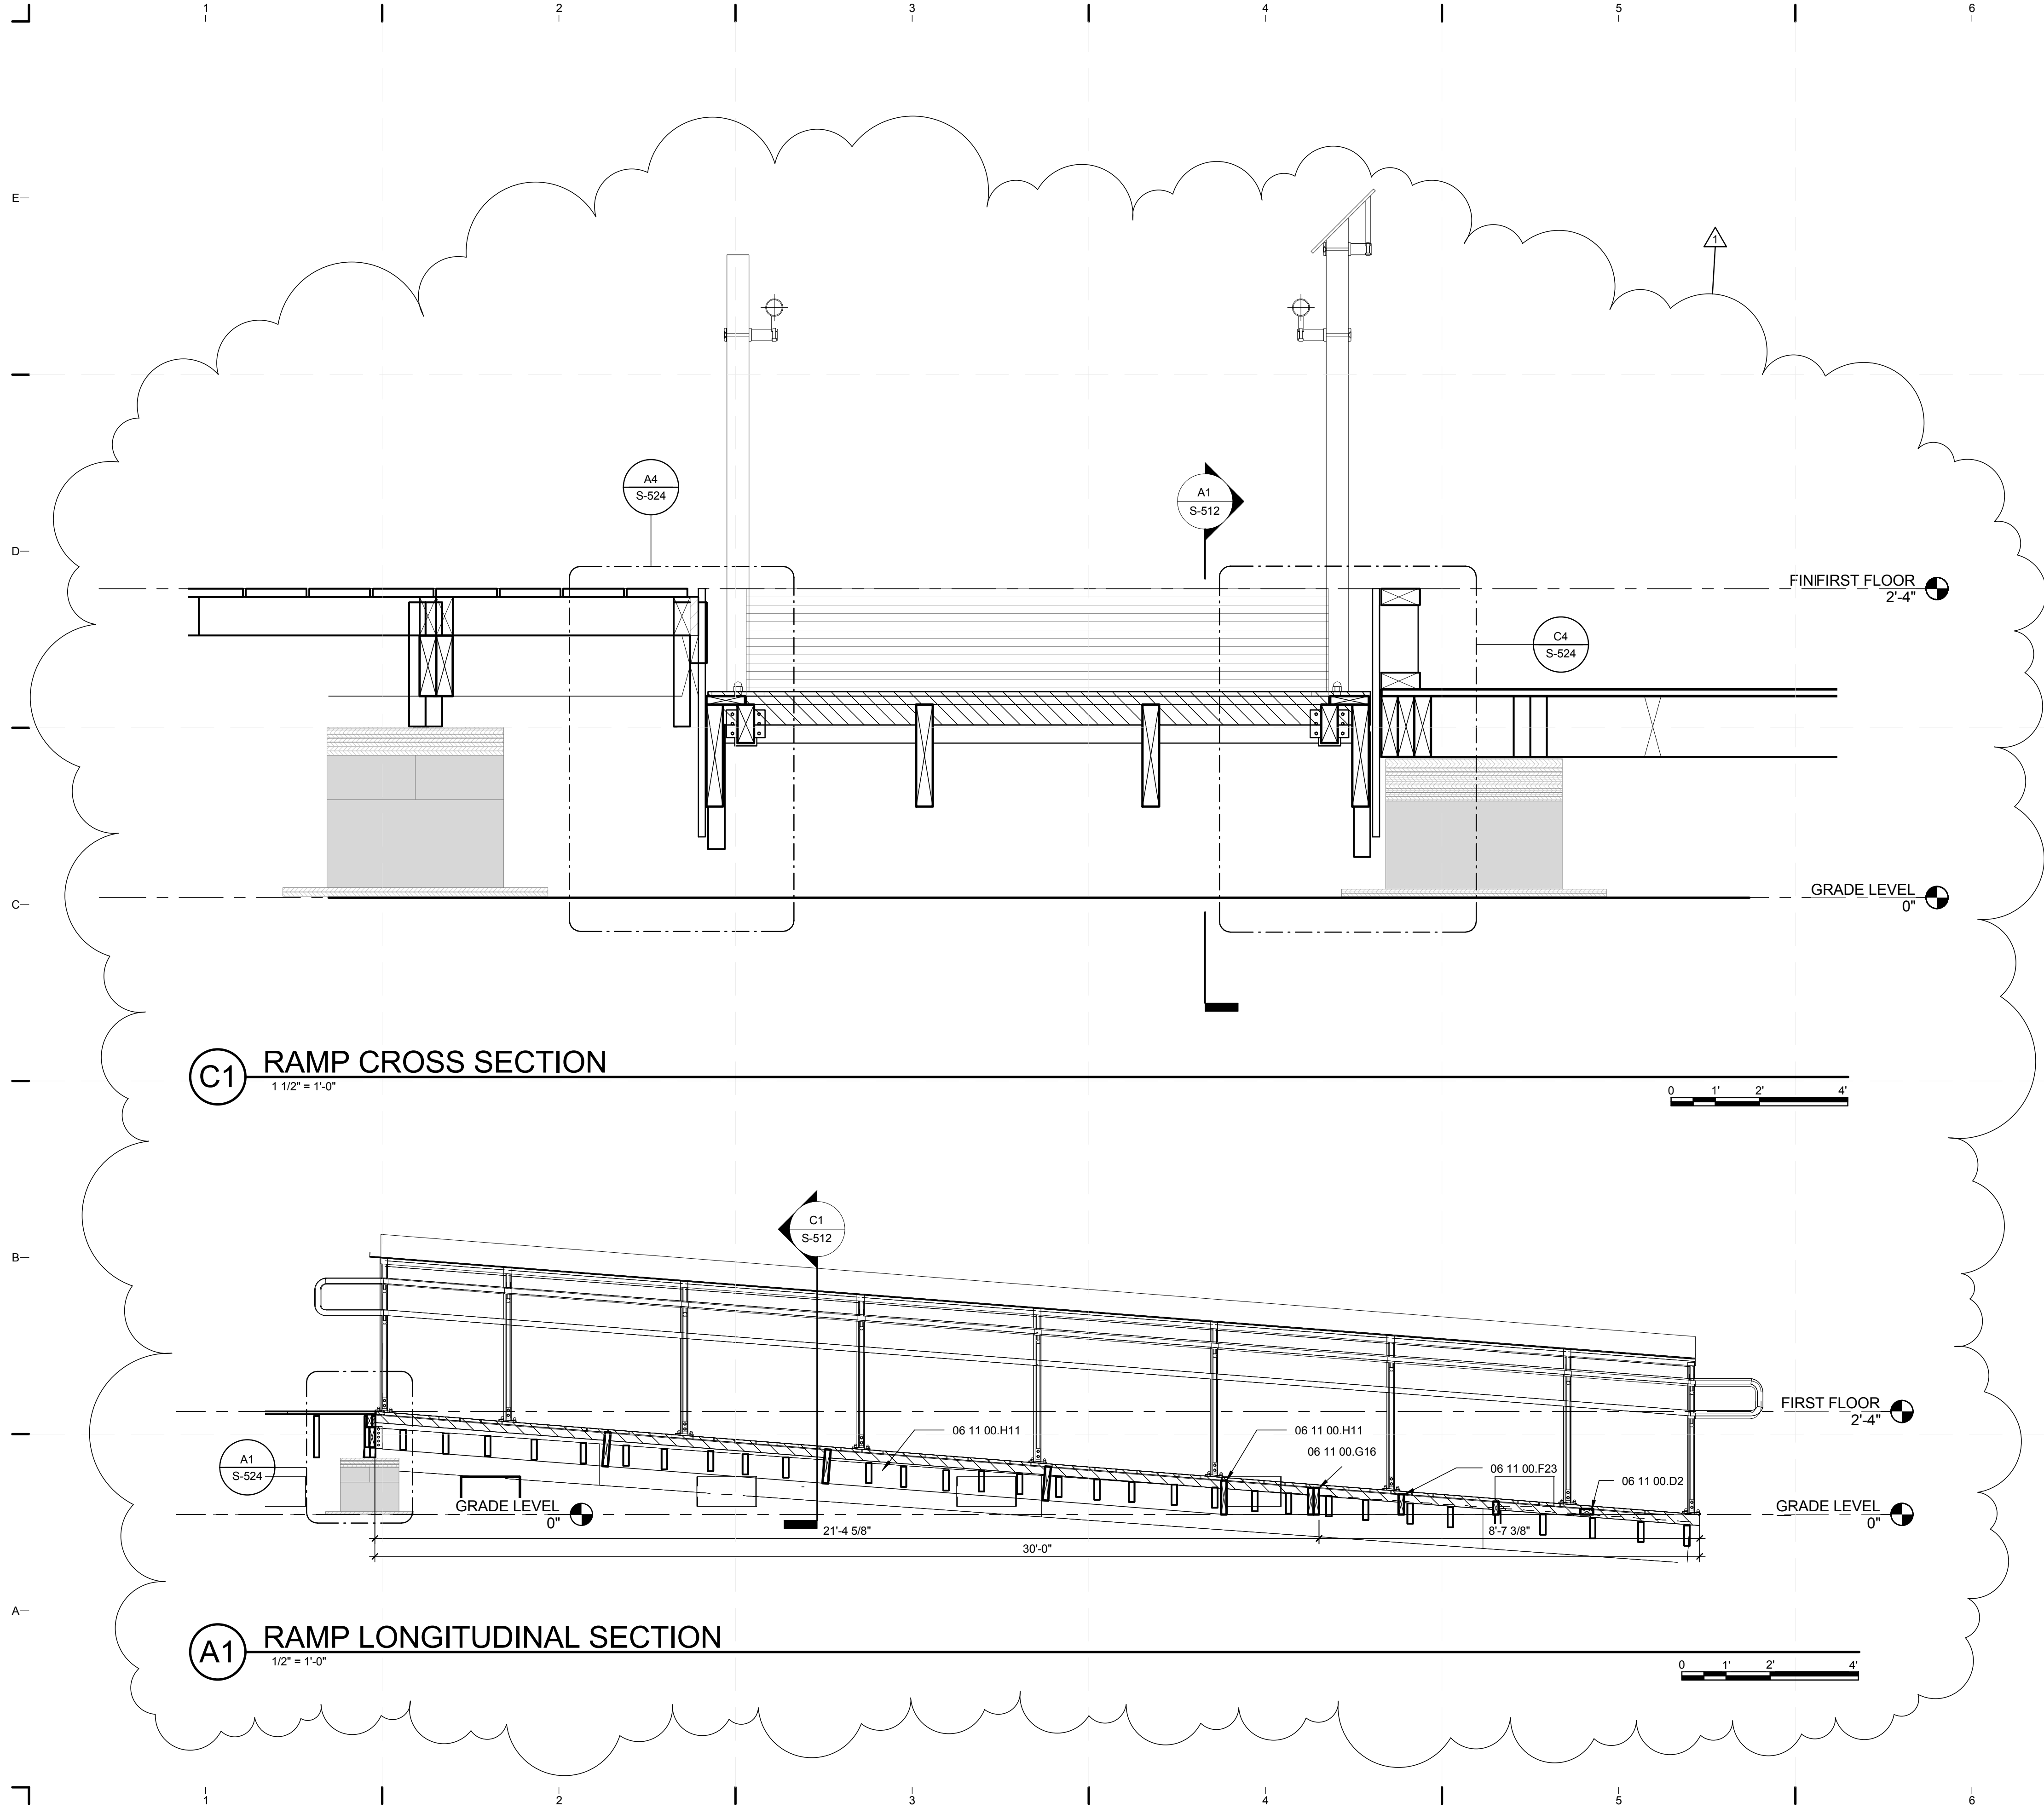 1 2 3 4 5 6
E
1
A4
S-524
A1
S-512
D
FINIFIRST FLOOR
2'-4"
C4
S-524
GRADE LEVEL
0"
C
C1 RAMP CROSS SECTION
1 1/2" = 1'-0"
0 1' 2' 4'
C1
S-512
B
FIRST FLOOR
2'-4"
06 11 00.H11
06 11 00.H11
06 11 00.G16
A1
S-524
06 11 00.F23
06 11 00.D2
GRADE LEVEL
0"
GRADE LEVEL
0"
21'-4 5/8"
8'-7 3/8"
30'-0"
A
A1 RAMP LONGITUDINAL SECTION
1/2" = 1'-0"
0 1' 2' 4'
1 2 3 4 5 6